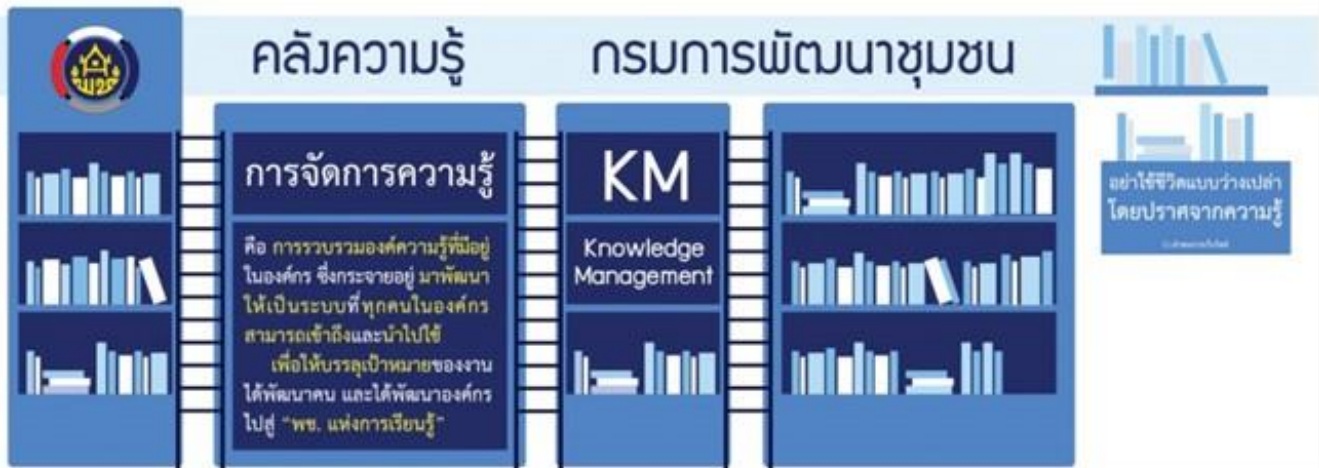 คลังความรู้ กรมการพัฒนาชุมชน
พช
การจัดการความรู้
คือ การรวบรวมองค์ความรู้ที่มีอยู่
ในองค์กร ซึ่งกระจายอยู่ มาพัฒนา
ให้เป็นระบบที่ทุกคนในองค์กร
สามารถเข้าถึงและนำไปใช้
เพื่อให้บรรลุเป้าหมายของงาน
ได้พัฒนาคน และได้พัฒนาองค์กร
ไปสู่ “พช. แห่งการเรียนรู้”
KM
Knowledge
Management
อย่าใช้ชีวิตแบบว่างเปล่า
โดยปราศจากความรู้